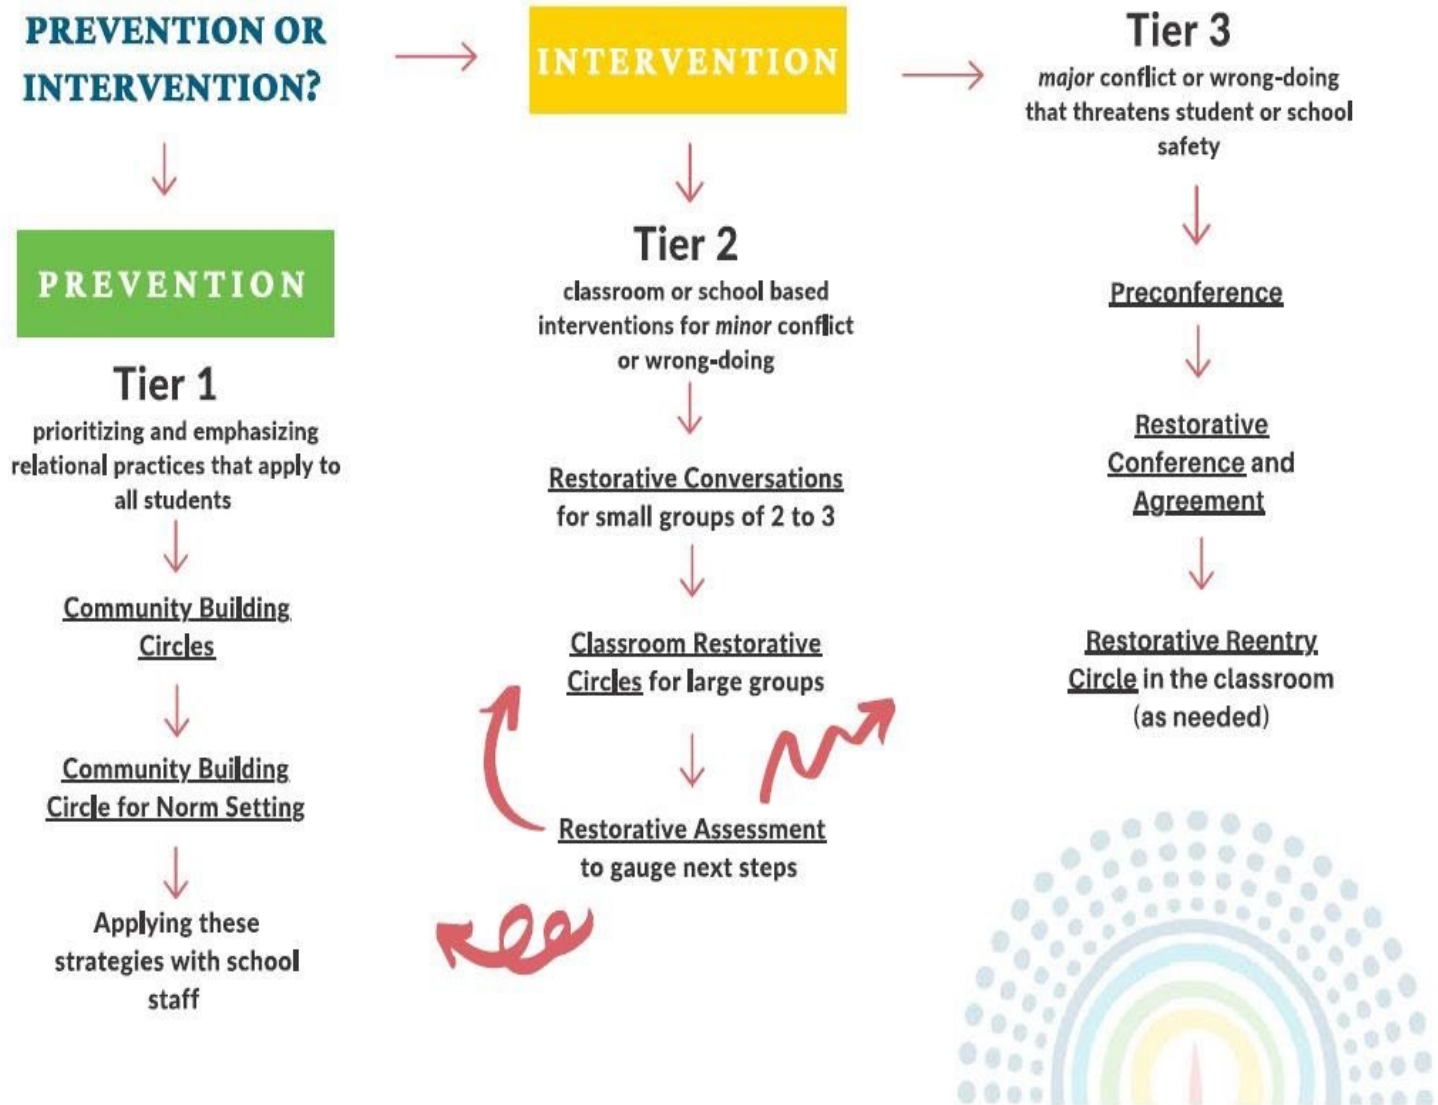 PREVENTION OR
INTERVENTION?
PREVENTION
Tier 1
prioritizing and emphasizing
relational practices that apply to
all students
Community Building
Circles
Community Building
Circle for Norm Setting
Applying these
strategies with school
staff
INTERVENTION
Tier 2
classroom or school based
interventions for minor conflict
or wrong-doing
Restorative Conversations
for small groups of 2 to 3
Classroom Restorative
Circles for large groups
Restorative Assessment
to gauge next steps
Tier 3
major conflict or wrong-doing
that threatens student or school
safety
Preconference
Restorative
Conference and
Agreement
Restorative Reentry
Circle in the classroom
(as needed)